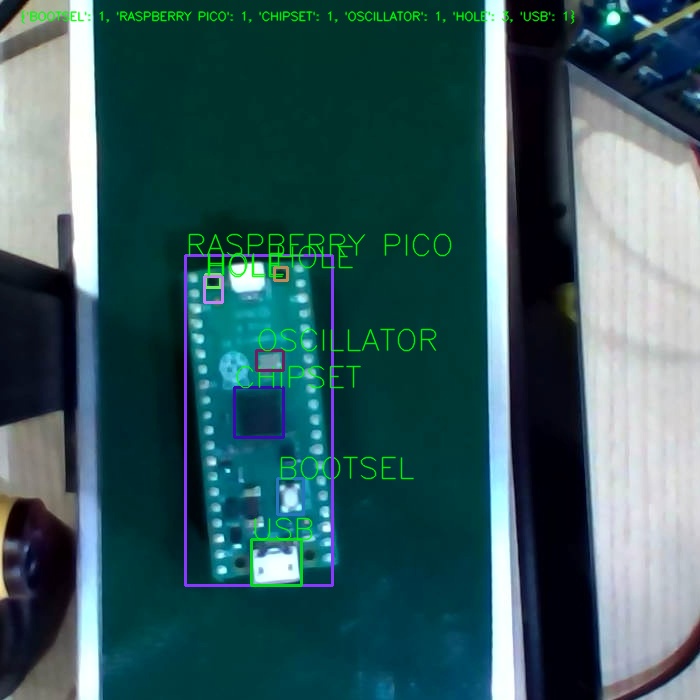 {'BOOTSEL': 1, 'RASPBERRY PICO': 1, 'CHIPSET': 1, 'OSCILLATOR': 1, 'HOLE': 3, 'USB': 1}
RASPBERRY PICO
HOLE
HOLE
OSCILLATOR
CHIPSET
BOOTSEL
USB